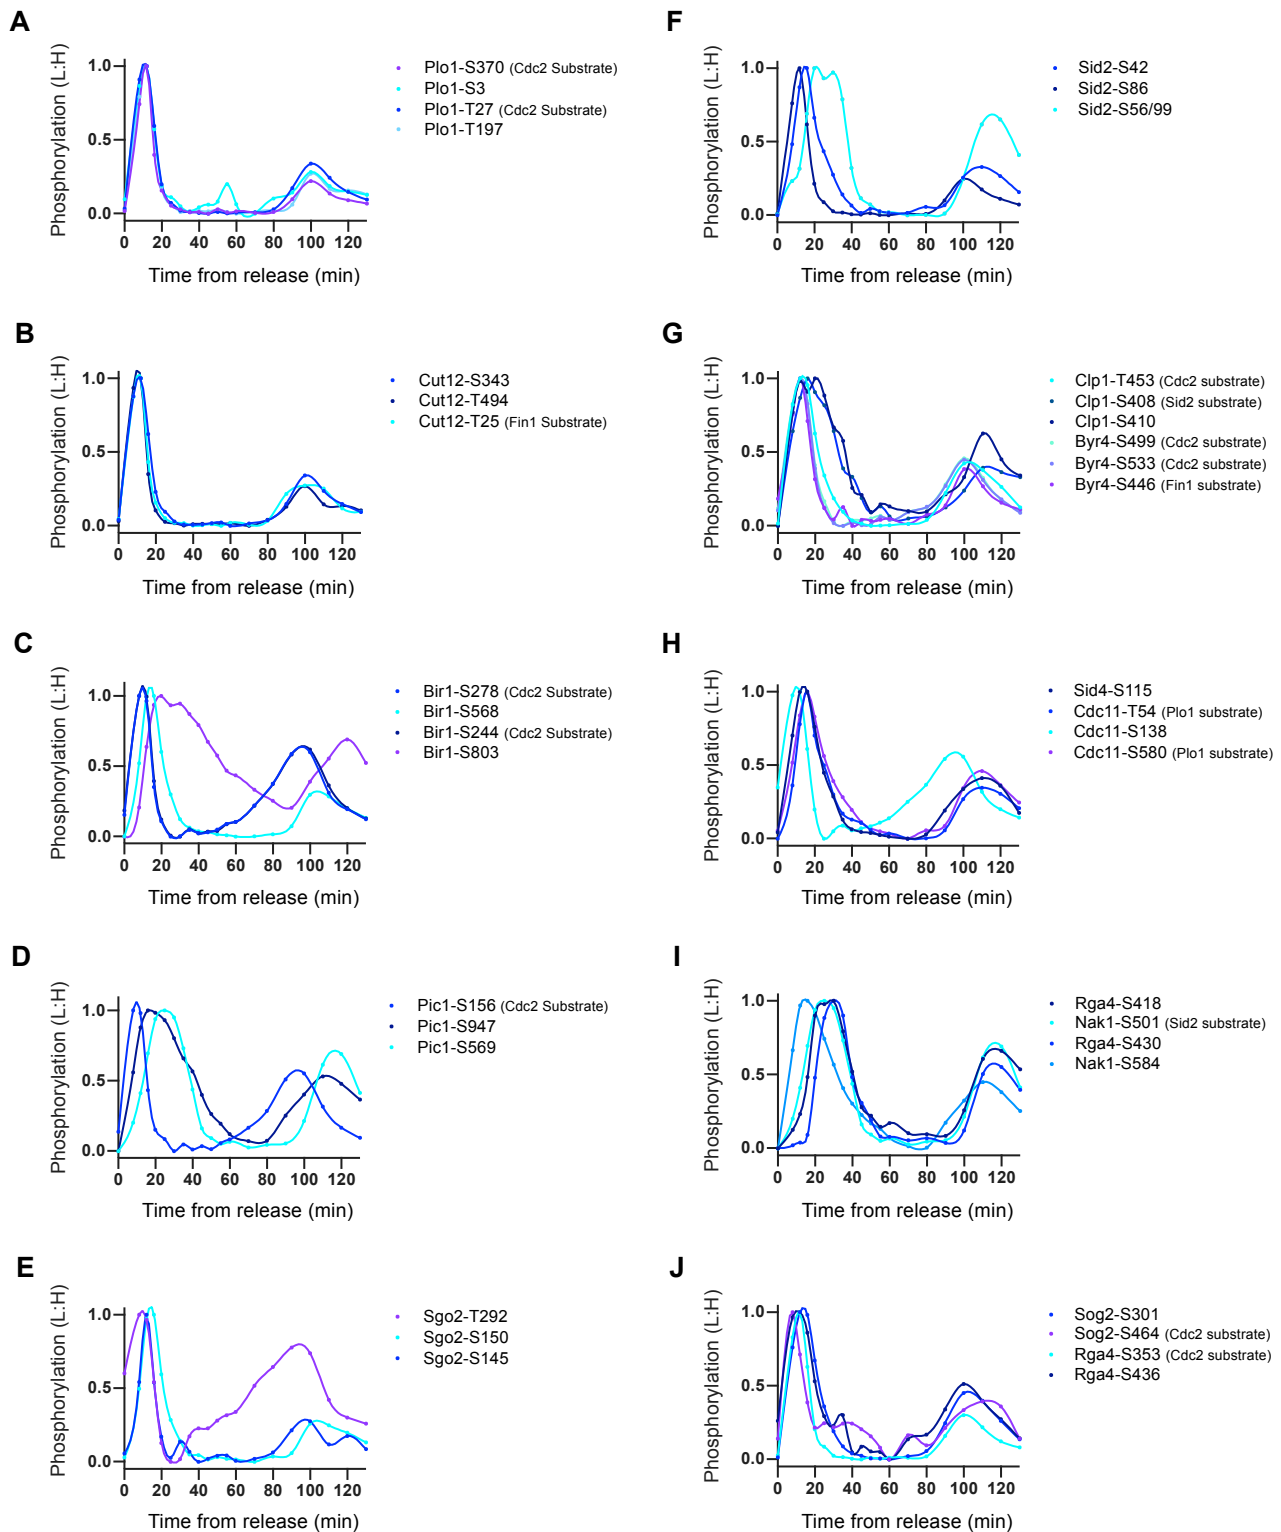 A
Phosphorylation (L:H)
1.0
0.5
0.0
0 20 40 60 80 100 120
Time from release (min)
Plo1-S370 (Cdc2 Substrate)
Plo1-S3
Plo1-T27 (Cdc2 Substrate)
Plo1-T197
B
Phosphorylation (L:H)
1.0
0.5
0.0
0 20 40 60 80 100 120
Time from release (min)
Cut12-S343
Cut12-T494
Cut12-T25 (Fin1 Substrate)
C
Phosphorylation (L:H)
1.0
0.5
0.0
0 20 40 60 80 100 120
Time from release (min)
Bir1-S278 (Cdc2 Substrate)
Bir1-S568
Bir1-S244 (Cdc2 Substrate)
Bir1-S803
D
Phosphorylation (L:H)
1.0
0.5
0.0
0 20 40 60 80 100 120
Time from release (min)
Pic1-S156 (Cdc2 Substrate)
Pic1-S947
Pic1-S569
E
Phosphorylation (L:H)
1.0
0.5
0.0
0 20 40 60 80 100 120
Time from release (min)
Sgo2-T292
Sgo2-S150
Sgo2-S145
F
Phosphorylation (L:H)
1.0
0.5
0.0
0 20 40 60 80 100 120
Time from release (min)
Sid2-S42
Sid2-S86
Sid2-S56/99
G
Phosphorylation (L:H)
1.0
0.5
0.0
0 20 40 60 80 100 120
Time from release (min)
Clp1-T453 (Cdc2 substrate)
Clp1-S408 (Sid2 substrate)
Clp1-S410
Byr4-S499 (Cdc2 substrate)
Byr4-S533 (Cdc2 substrate)
Byr4-S446 (Fin1 substrate)
H
Phosphorylation (L:H)
1.0
0.5
0.0
0 20 40 60 80 100 120
Time from release (min)
Sid4-S115
Cdc11-T54 (Plo1 substrate)
Cdc11-S138
Cdc11-S580 (Plo1 substrate)
I
Phosphorylation (L:H)
1.0
0.5
0.0
0 20 40 60 80 100 120
Time from release (min)
Rga4-S418
Nak1-S501 (Sid2 substrate)
Rga4-S430
Nak1-S584
J
Phosphorylation (L:H)
1.0
0.5
0.0
0 20 40 60 80 100 120
Time from release (min)
Sog2-S301
Sog2-S464 (Cdc2 substrate)
Rga4-S353 (Cdc2 substrate)
Rga4-S436